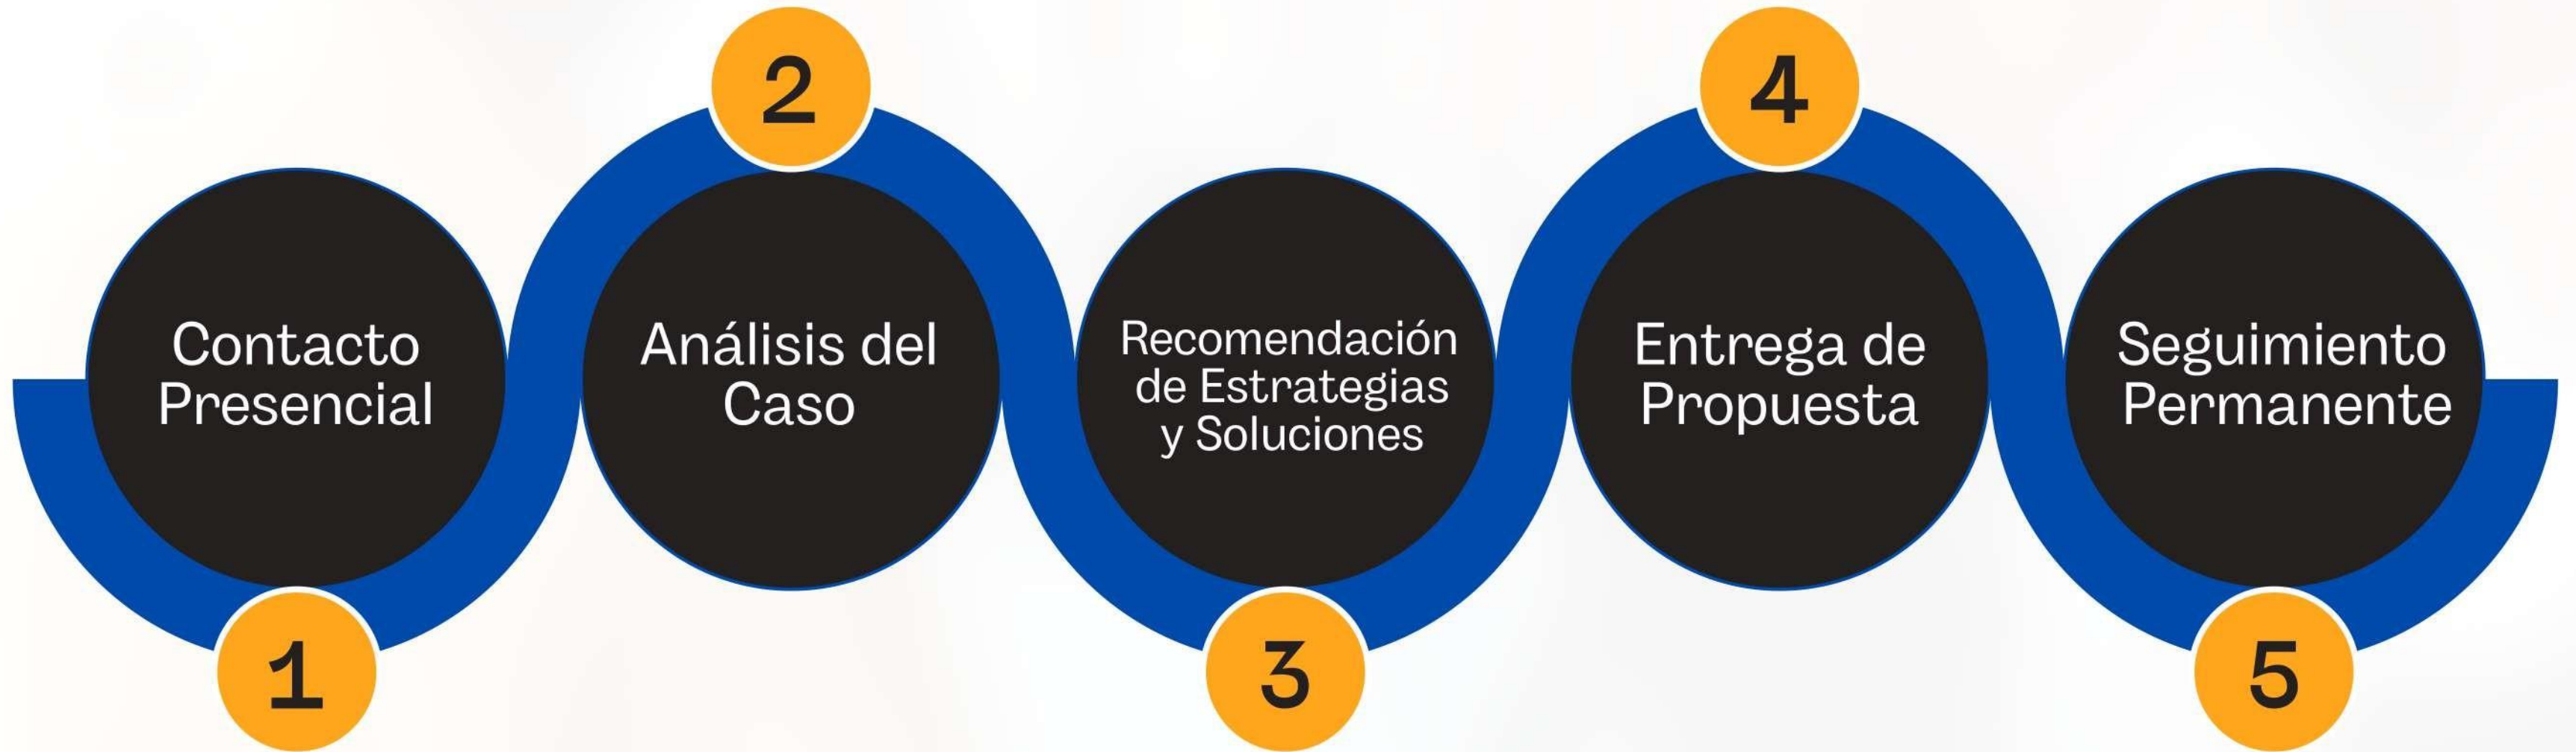 1
Contacto
Presencial
2
Análisis del
Caso
3
Recomendación
de Estrategias
y Soluciones
4
Entrega de
Propuesta
5
Seguimiento
Permanente